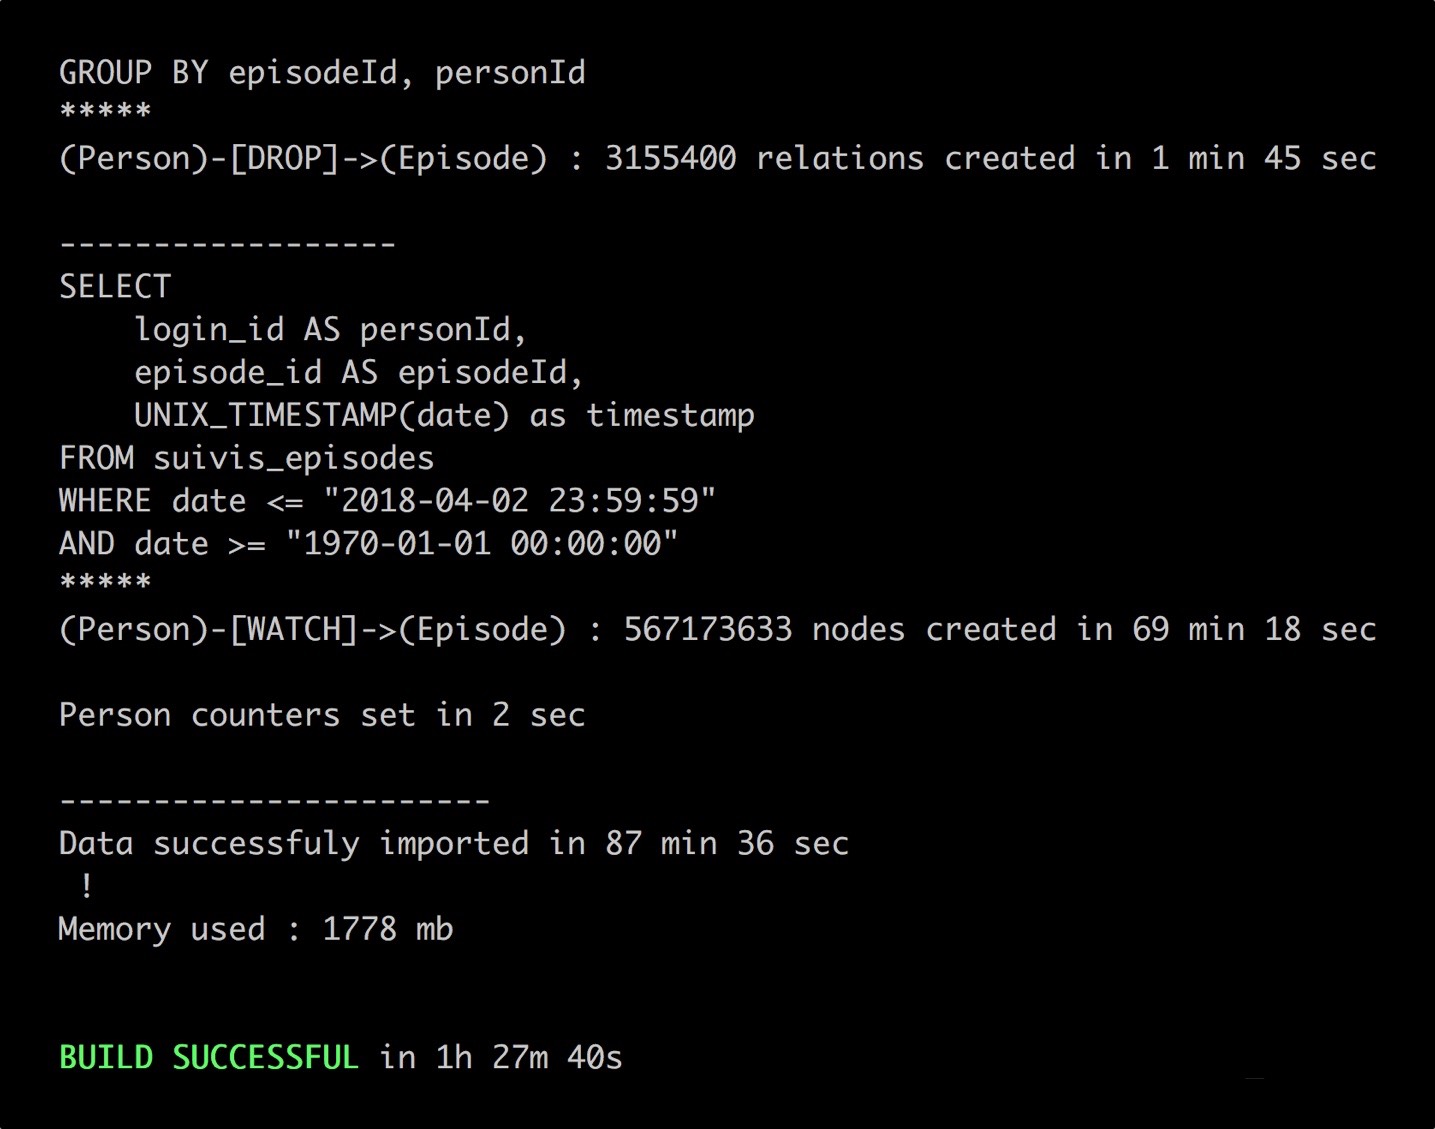 GROUP BY episodeId, personId
*****
(Person)-[DROP]->(Episode) : 3155400 relations created in 1 min 45 sec
------------------
SELECT
    login_id AS personId,
    episode_id AS episodeId,
    UNIX_TIMESTAMP(date) as timestamp
FROM suivis_episodes
WHERE date <= "2018-04-02 23:59:59"
AND date >= "1970-01-01 00:00:00"
*****
(Person)-[WATCH]->(Episode) : 567173633 nodes created in 69 min 18 sec
Person counters set in 2 sec
-----------------------
Data successfuly imported in 87 min 36 sec
 !
Memory used : 1778 mb
BUILD SUCCESSFUL in 1h 27m 40s